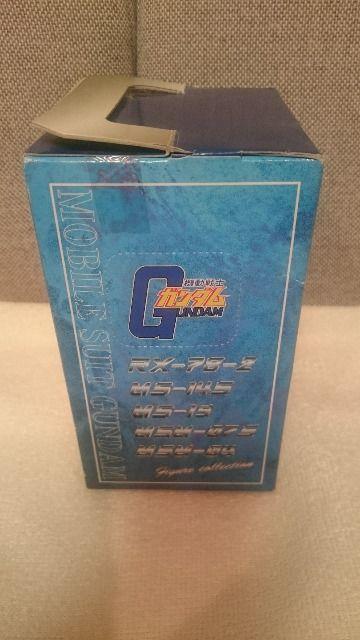 MOBILE SUIT GUNDAM
機動戦士
ガンダム
GUNDAM
RX-78-2
MS-14S
MS-18
MSM-07S
MSM-04
Figure collection